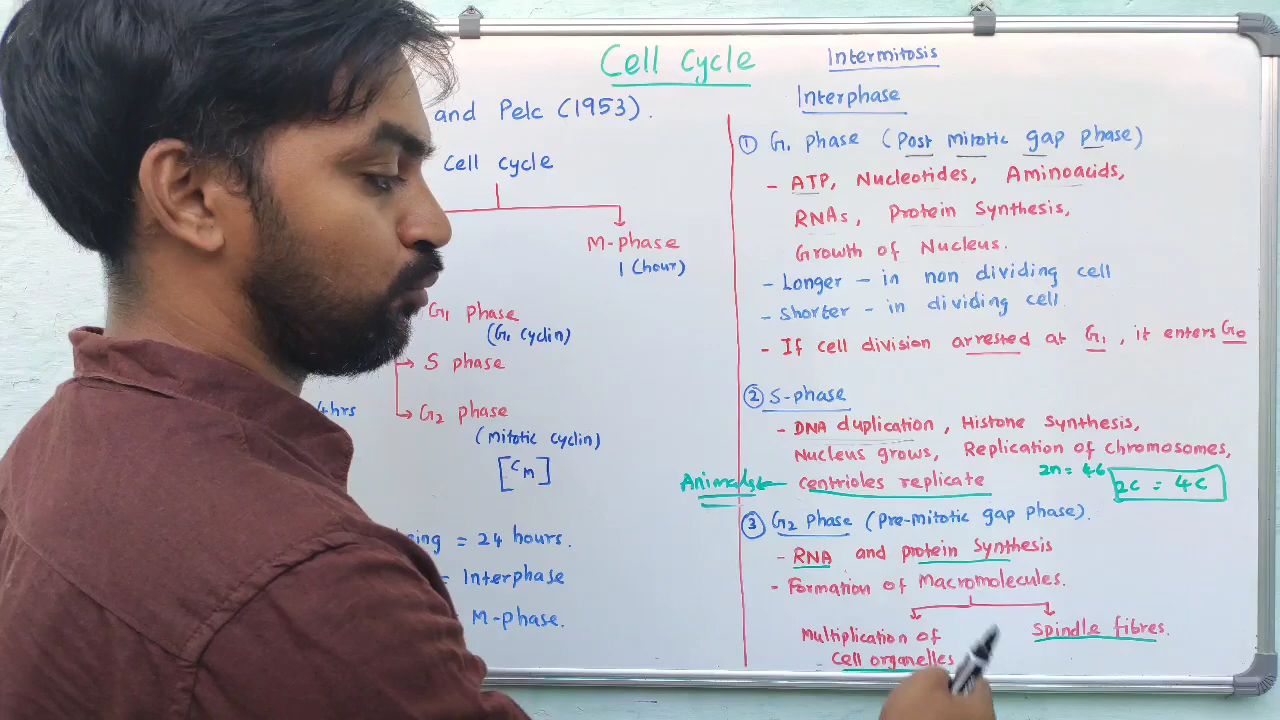 Cell Cycle
and Pelc (1953).
Cell cycle
M-phase
1 (hour)
G1 phase
(G1 cyclin)
S phase
4hrs
G2 phase
(mitotic cyclin)
[Cm]
ing = 24 hours.
= Interphase
M-phase.
Intermitosis
Interphase
① G1 phase (Post mitotic gap phase)
- ATP, Nucleotides, Aminoacids,
RNAs, Protein Synthesis,
Growth of Nucleus.
- Longer - in non dividing cell
- Shorter - in dividing cell
- If cell division arrested at G1, it enters G0
② S-phase
- DNA duplication, Histone Synthesis,
Nucleus grows, Replication of chromosomes,
Animals ← centrioles replicate 2n = 46 2C = 4C
③ G2 Phase (Pre-mitotic gap phase).
- RNA and protein Synthesis
- Formation of Macromolecules.
Multiplication of
cell organelles
Spindle fibres.